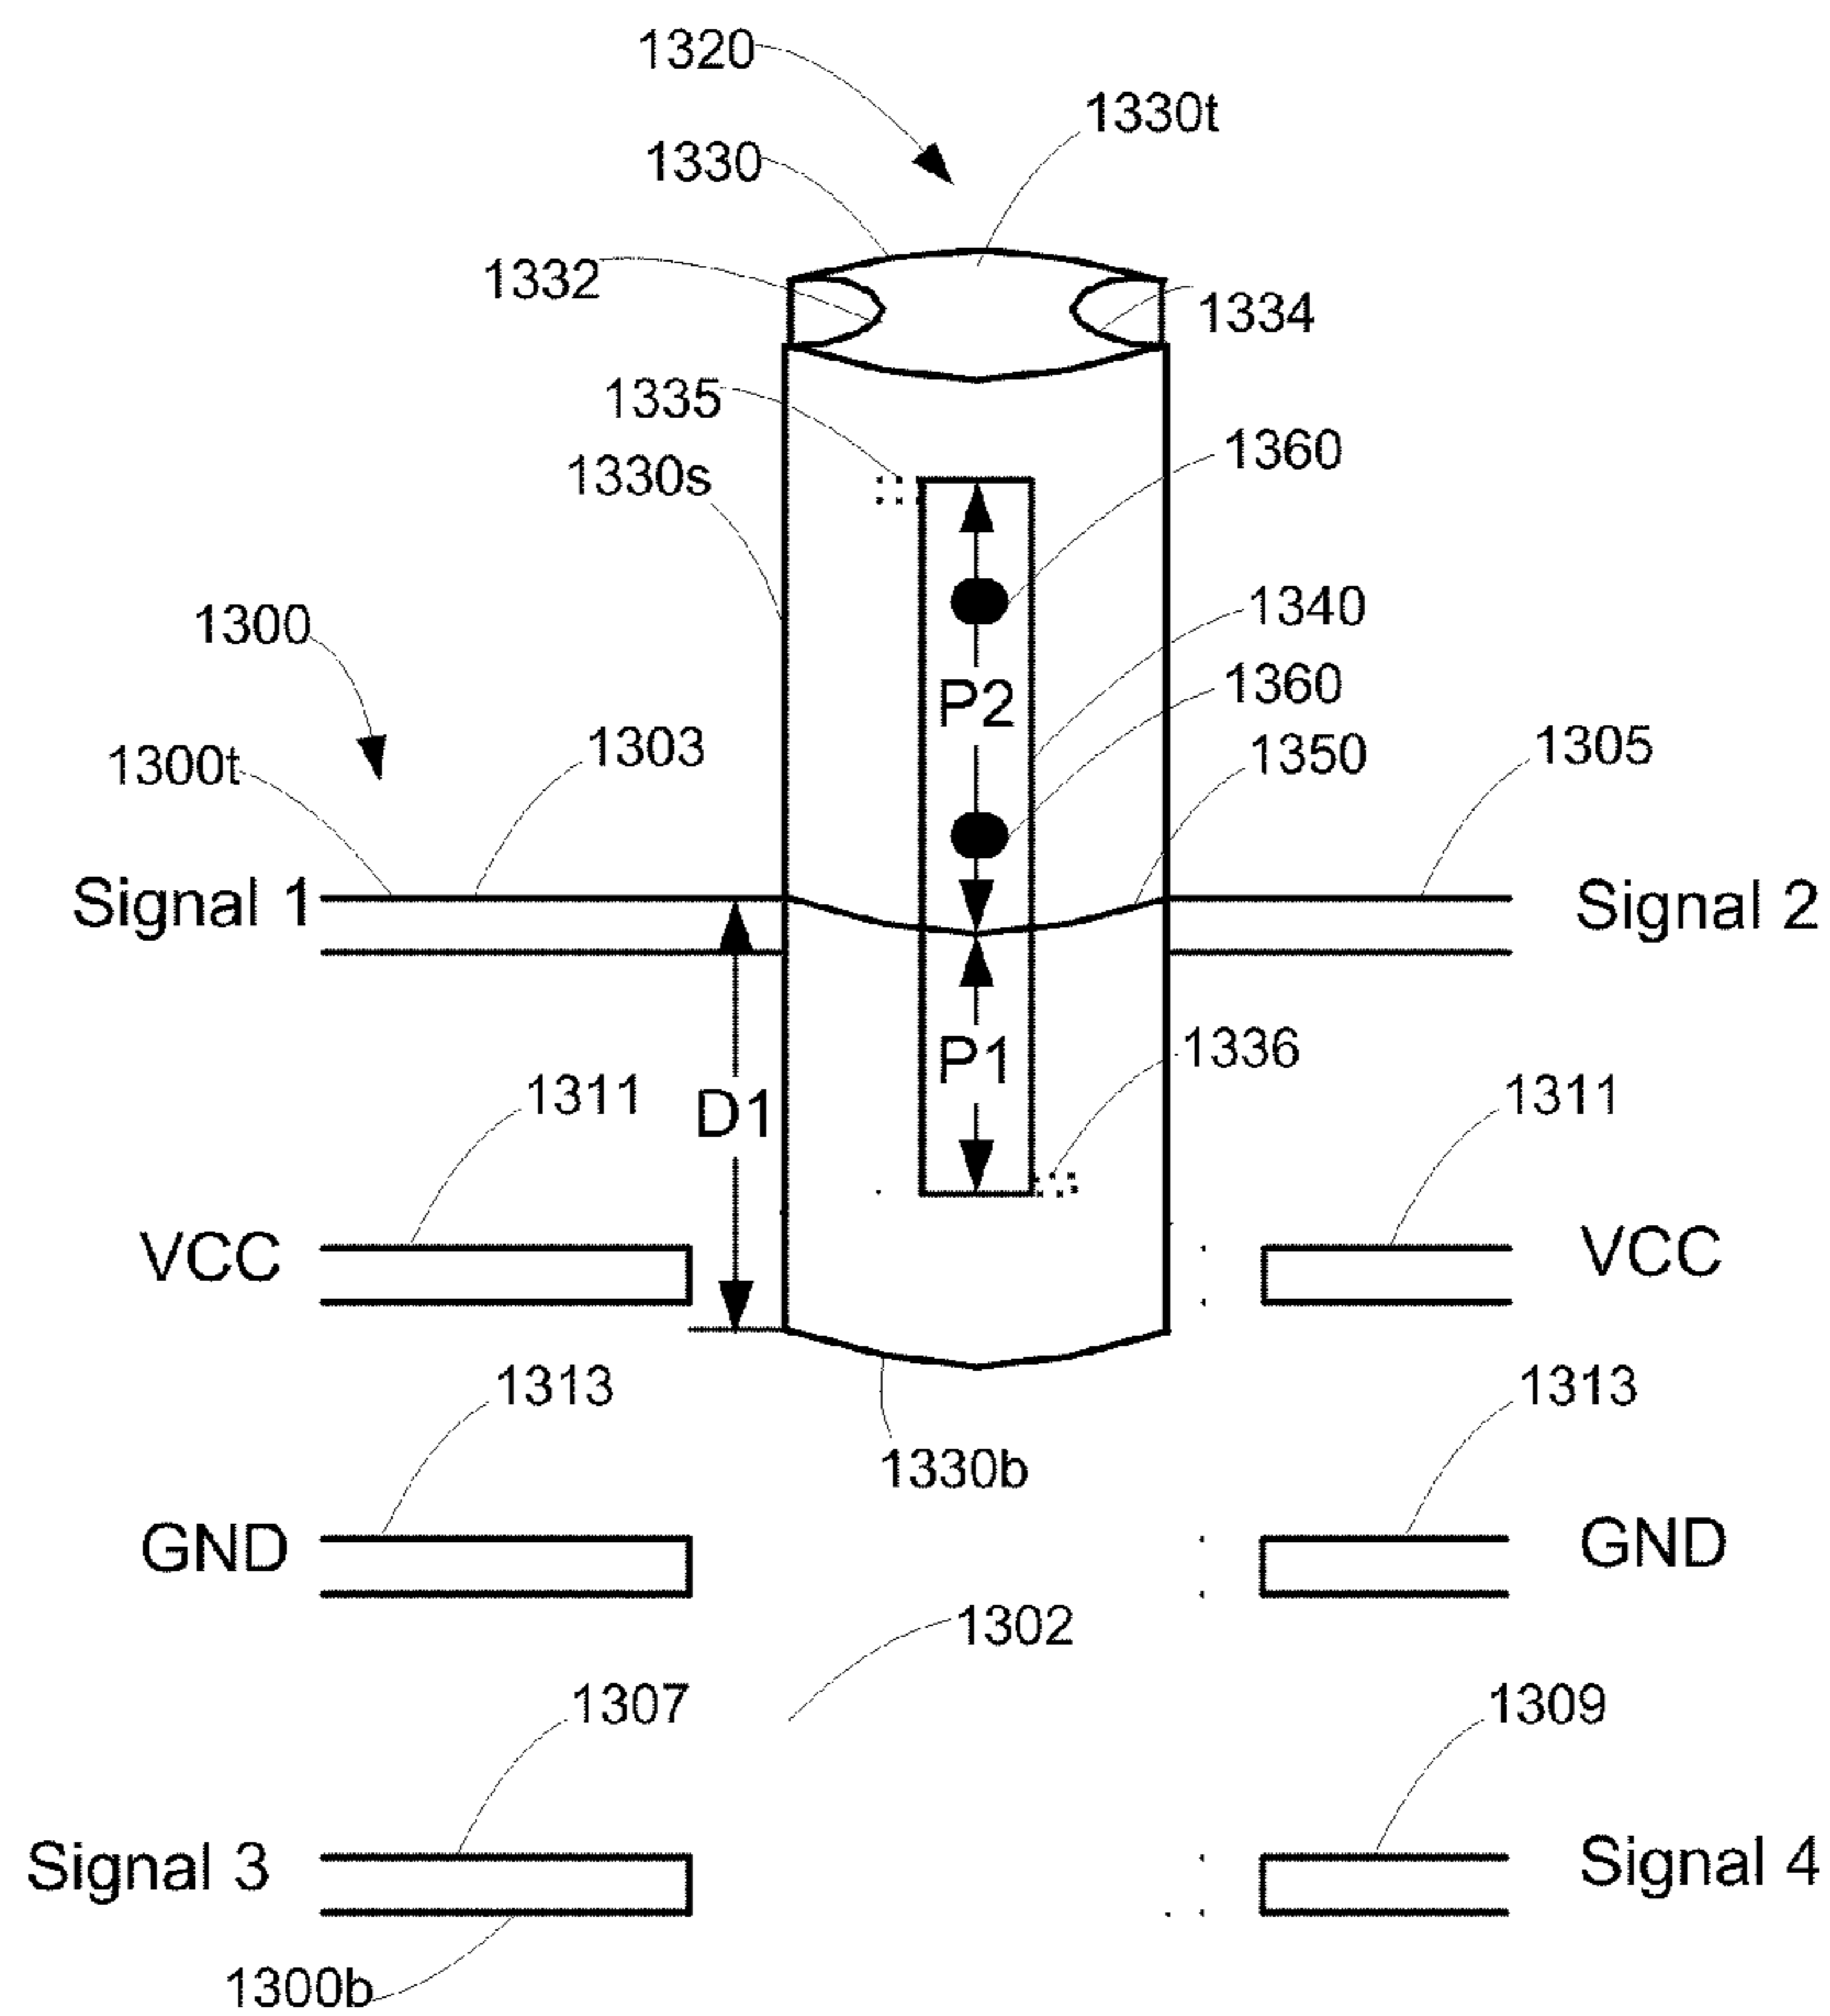 1320
1330t
1330
1332
1334
1335
1360
1330s
1340
1300
P2
1360
1303
1350
1305
1300t
Signal 1
Signal 2
P1
1336
1311
D1
1311
VCC
VCC
1313
1313
1330b
GND
GND
1302
1307
1309
Signal 3
Signal 4
1300b